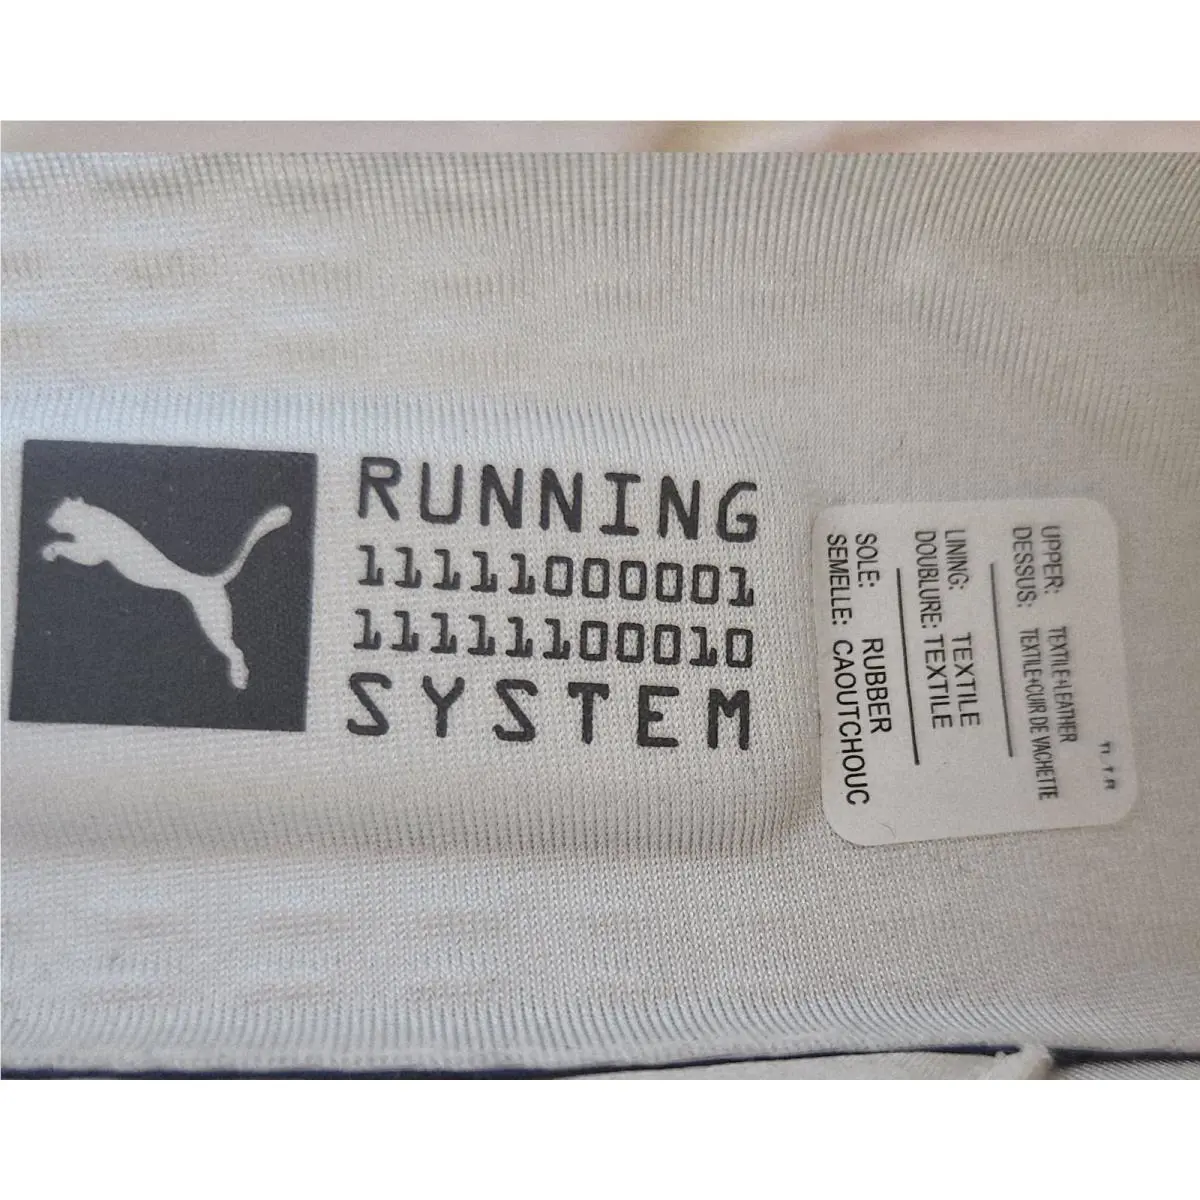 RUNNING
11111000001
11111100010
SYSTEM
UPPER: TEXTILE+LEATHER
DESSUS: TEXTILE+CUIR DE VACHETTE
LINING: TEXTILE
DOUBLURE: TEXTILE
SOLE: RUBBER
SEMELLE: CAOUTCHOUC